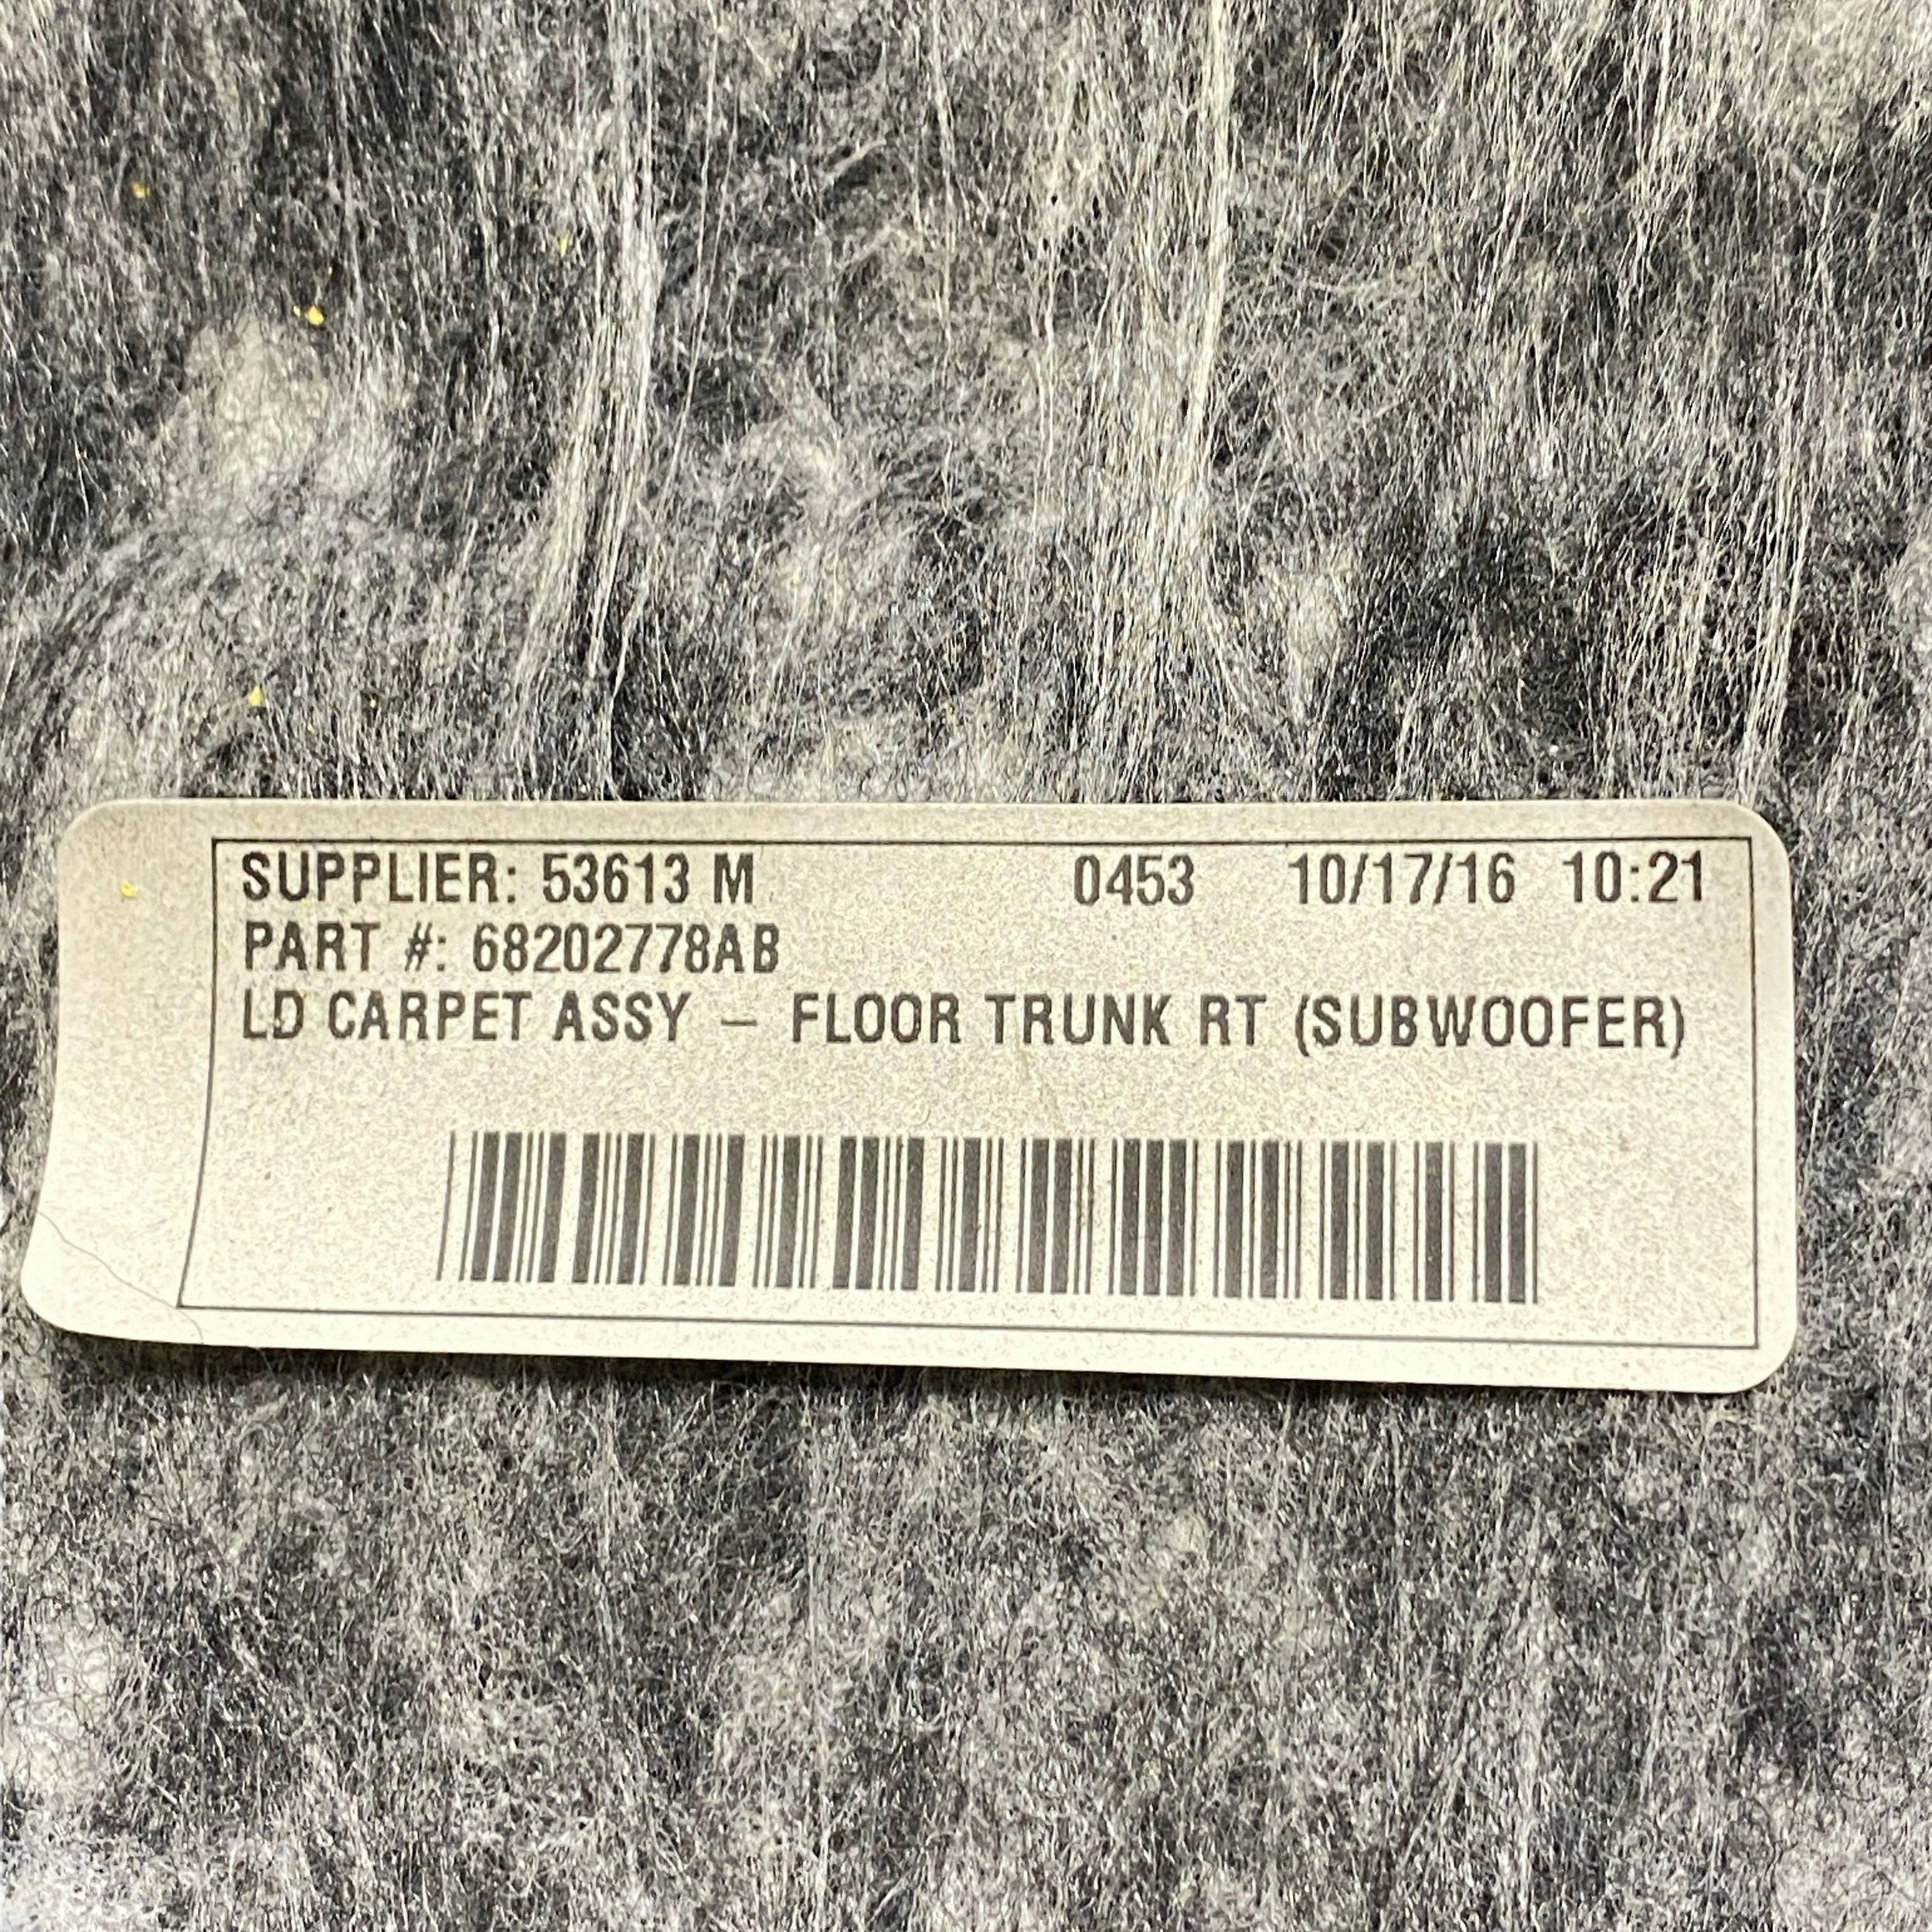 SUPPLIER: 53613 M 0453 10/17/16 10:21
PART #: 68202778AB
LD CARPET ASSY – FLOOR TRUNK RT (SUBWOOFER)